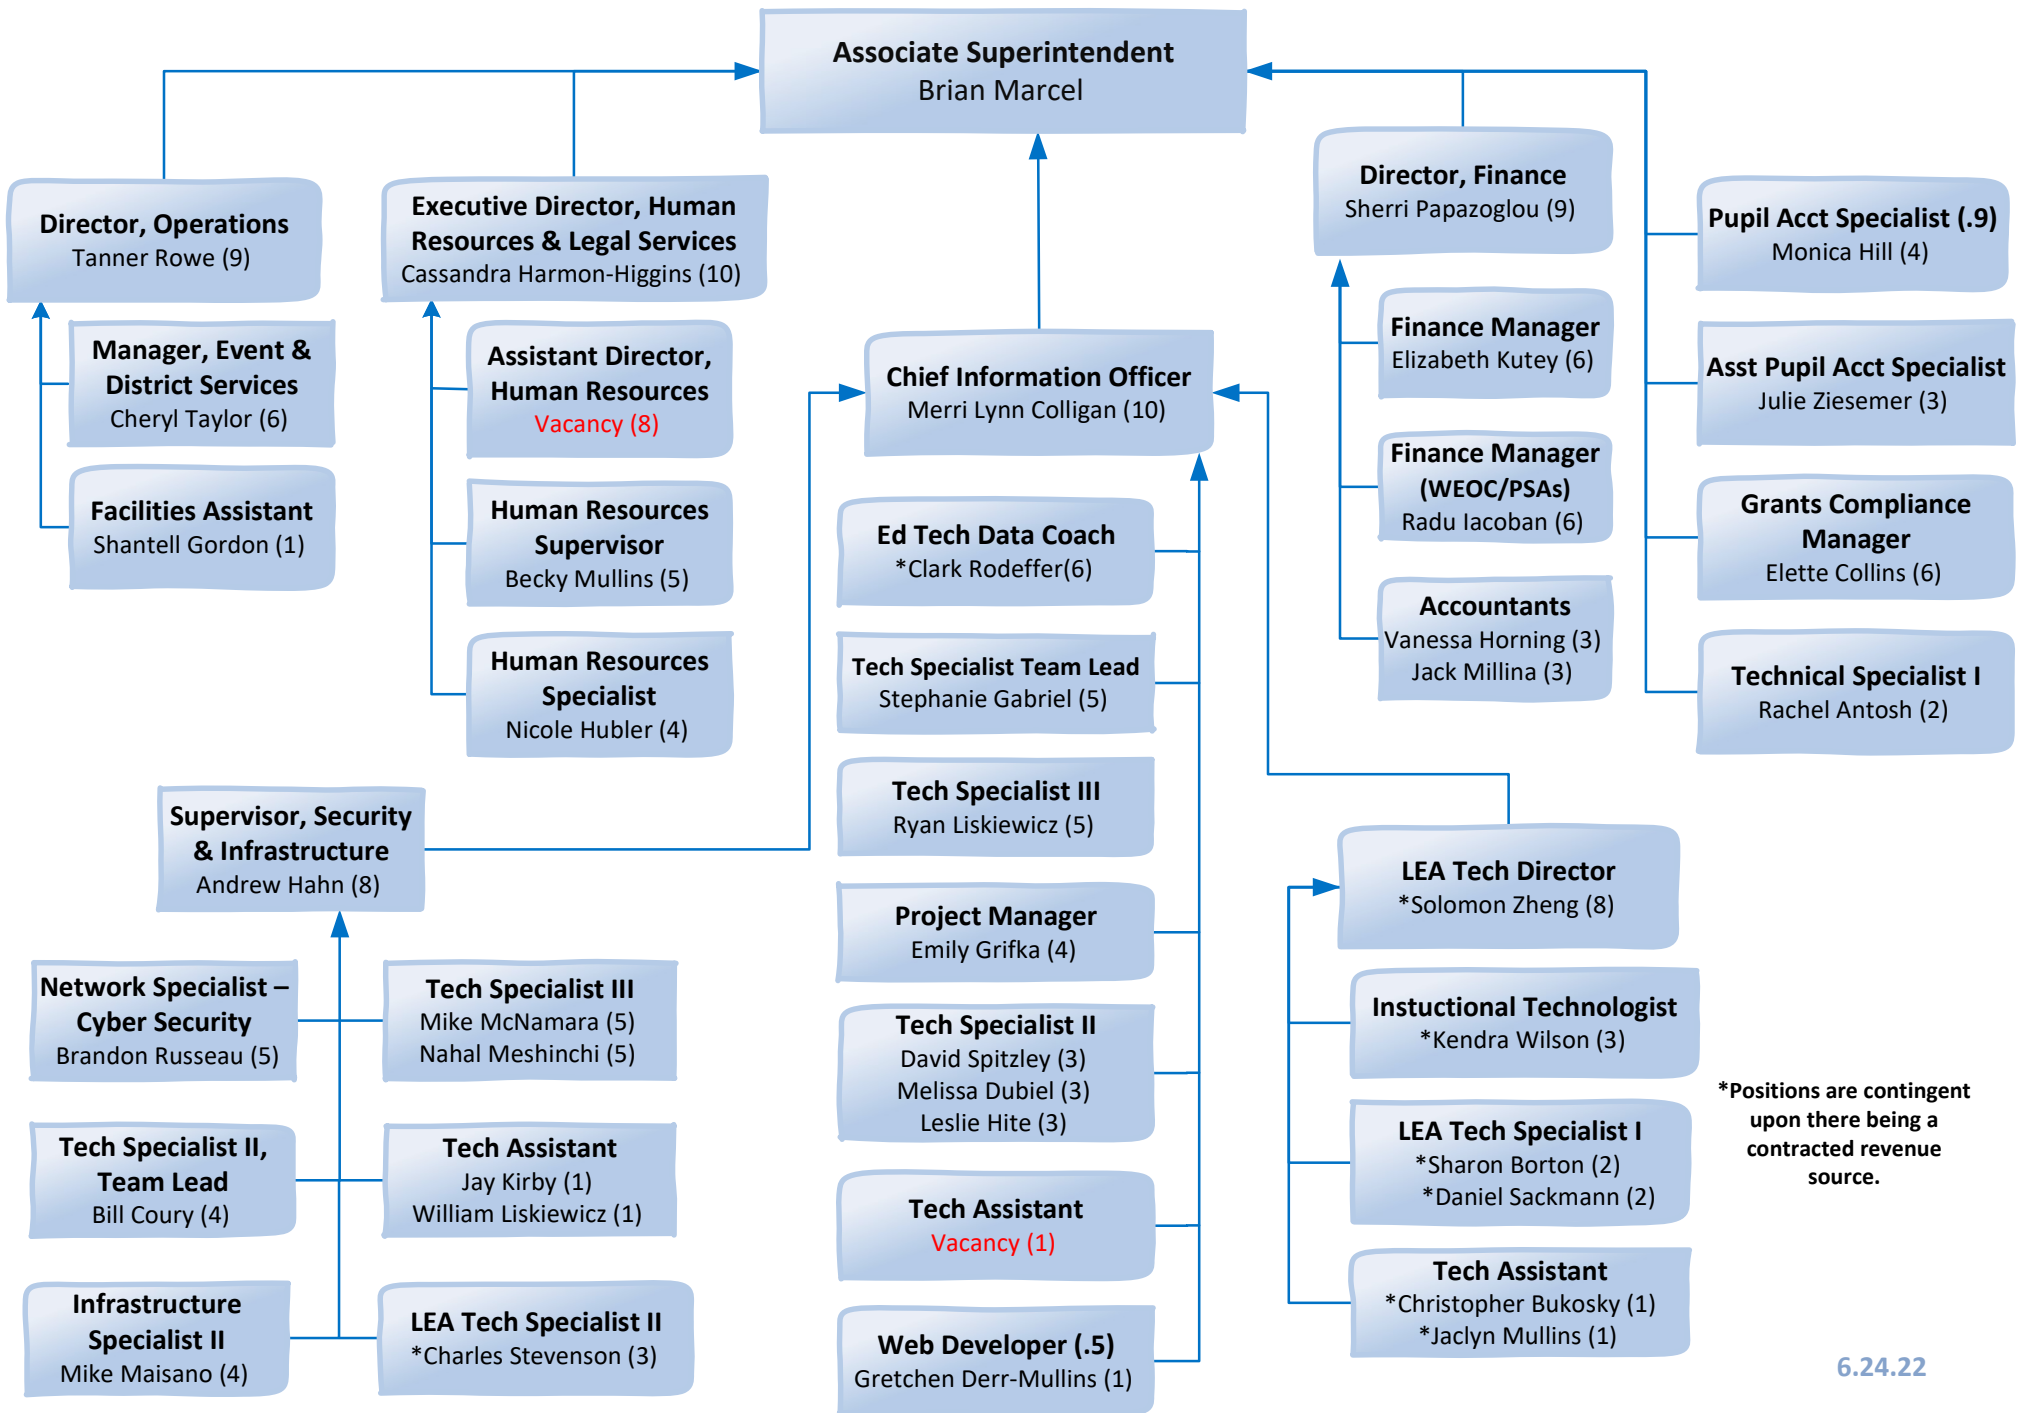 Associate Superintendent
Brian Marcel
Director, Operations
Tanner Rowe (9)
Manager, Event &
District Services
Cheryl Taylor (6)
Facilities Assistant
Shantell Gordon (1)
Executive Director, Human
Resources & Legal Services
Cassandra Harmon-Higgins (10)
Assistant Director,
Human Resources
Vacancy (8)
Human Resources
Supervisor
Becky Mullins (5)
Human Resources
Specialist
Nicole Hubler (4)
Chief Information Officer
Merri Lynn Colligan (10)
Director, Finance
Sherri Papazoglou (9)
Finance Manager
Elizabeth Kutey (6)
Finance Manager
(WEOC/PSAs)
Radu Iacoban (6)
Accountants
Vanessa Horning (3)
Jack Millina (3)
Pupil Acct Specialist (.9)
Monica Hill (4)
Asst Pupil Acct Specialist
Julie Ziesemer (3)
Grants Compliance
Manager
Elette Collins (6)
Technical Specialist I
Rachel Antosh (2)
Supervisor, Security
& Infrastructure
Andrew Hahn (8)
Network Specialist –
Cyber Security
Brandon Russeau (5)
Tech Specialist III
Mike McNamara (5)
Nahal Meshinchi (5)
Tech Specialist II,
Team Lead
Bill Coury (4)
Tech Assistant
Jay Kirby (1)
William Liskiewicz (1)
Infrastructure
Specialist II
Mike Maisano (4)
LEA Tech Specialist II
*Charles Stevenson (3)
Ed Tech Data Coach
*Clark Rodeffer(6)
Tech Specialist Team Lead
Stephanie Gabriel (5)
Tech Specialist III
Ryan Liskiewicz (5)
Project Manager
Emily Grifka (4)
Tech Specialist II
David Spitzley (3)
Melissa Dubiel (3)
Leslie Hite (3)
Tech Assistant
Vacancy (1)
Web Developer (.5)
Gretchen Derr-Mullins (1)
LEA Tech Director
*Solomon Zheng (8)
Instuctional Technologist
*Kendra Wilson (3)
LEA Tech Specialist I
*Sharon Borton (2)
*Daniel Sackmann (2)
Tech Assistant
*Christopher Bukosky (1)
*Jaclyn Mullins (1)
*Positions are contingent
upon there being a
contracted revenue
source.
6.24.22